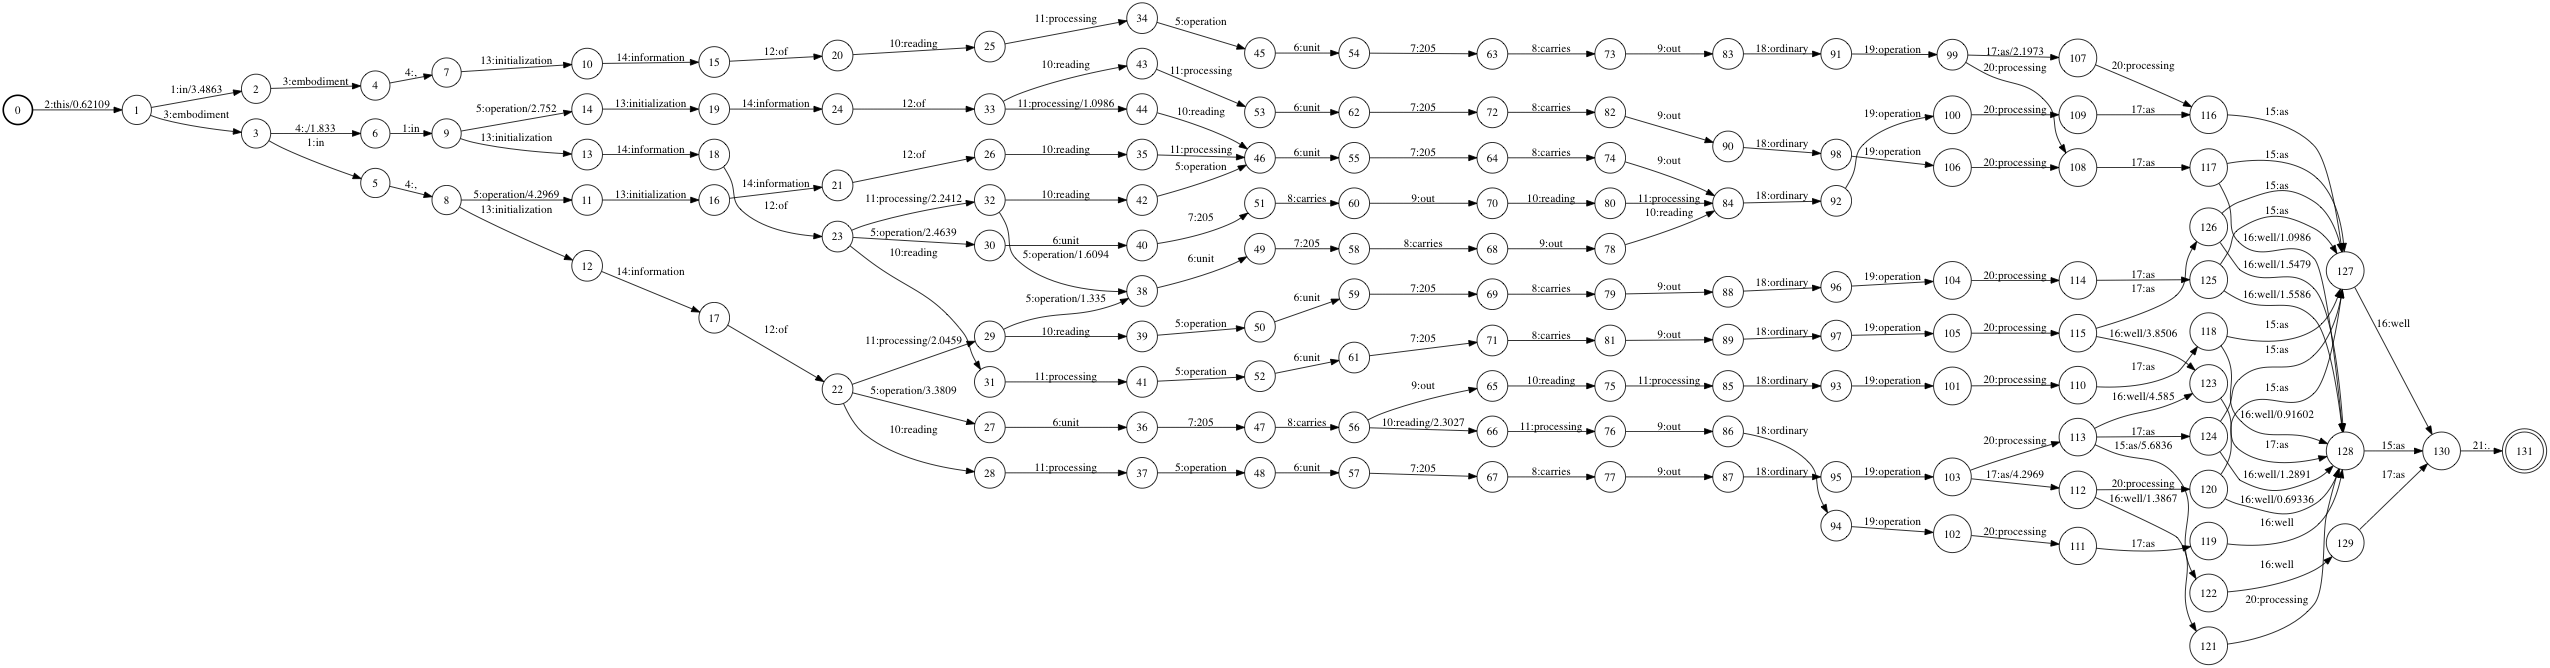 0 2:this/0.62109 1 1:in/3.4863 2 3:embodiment 4 4:, 7 13:initialization 10 14:information 15 12:of 20 10:reading 25 11:processing 34 5:operation 45 6:unit 54 7:205 63 8:carries 73 9:out 83 18:ordinary 91 19:operation 99 17:as/2.1973 107 20:processing 116 15:as
20:processing
3:embodiment 3 4:,/1.833 6 1:in 9 5:operation/2.752 14 13:initialization 19 14:information 24 12:of 33 10:reading 43 11:processing 53 6:unit 62 7:205 72 8:carries 82 9:out 90 18:ordinary 98 19:operation 100 20:processing 109 17:as
11:processing/1.0986 44 10:reading
19:operation 106 20:processing 108 17:as 117 15:as
16:well/1.0986
1:in 5 4:, 8 13:initialization 13 14:information 18 12:of 23
5:operation/4.2969 11 13:initialization 16 14:information 21 12:of 26 10:reading 35 11:processing 46 6:unit 55 7:205 64 8:carries 74 9:out 84 18:ordinary 92
11:processing/2.2412 32 10:reading 42 5:operation
5:operation/2.4639 30 6:unit 40 7:205 51 8:carries 60 9:out 70 10:reading 80 11:processing
5:operation/1.6094
10:reading
13:initialization 12 14:information 17 12:of 22
11:processing/2.0459 29 5:operation/1.335 38 6:unit 49 7:205 58 8:carries 68 9:out 78 10:reading
10:reading 39 5:operation 50 6:unit 59 7:205 69 8:carries 79 9:out 88 18:ordinary 96 19:operation 104 20:processing 114 17:as 125 15:as
16:well/1.5586
126 15:as
16:well/1.5479
31 11:processing 41 5:operation 52 6:unit 61 7:205 71 8:carries 81 9:out 89 18:ordinary 97 19:operation 105 20:processing 115 17:as
16:well/3.8506 123 17:as
5:operation/3.3809 27 6:unit 36 7:205 47 8:carries 56 9:out 65 10:reading 75 11:processing 85 18:ordinary 93 19:operation 101 20:processing 110 17:as 118 15:as
16:well/0.91602
10:reading/2.3027 66 11:processing 76 9:out 86 18:ordinary 94 19:operation 102 20:processing 111 17:as 119 16:well
10:reading 28 11:processing 37 5:operation 48 6:unit 57 7:205 67 8:carries 77 9:out 87 18:ordinary 95 19:operation 103 20:processing 113 16:well/4.585
17:as 124 15:as
16:well/1.2891
15:as/5.6836 121 20:processing
17:as/4.2969 112 20:processing 120 15:as
16:well/0.69336
16:well/1.3867 122 16:well 129 17:as
127 16:well
128 15:as 130 21:. 131